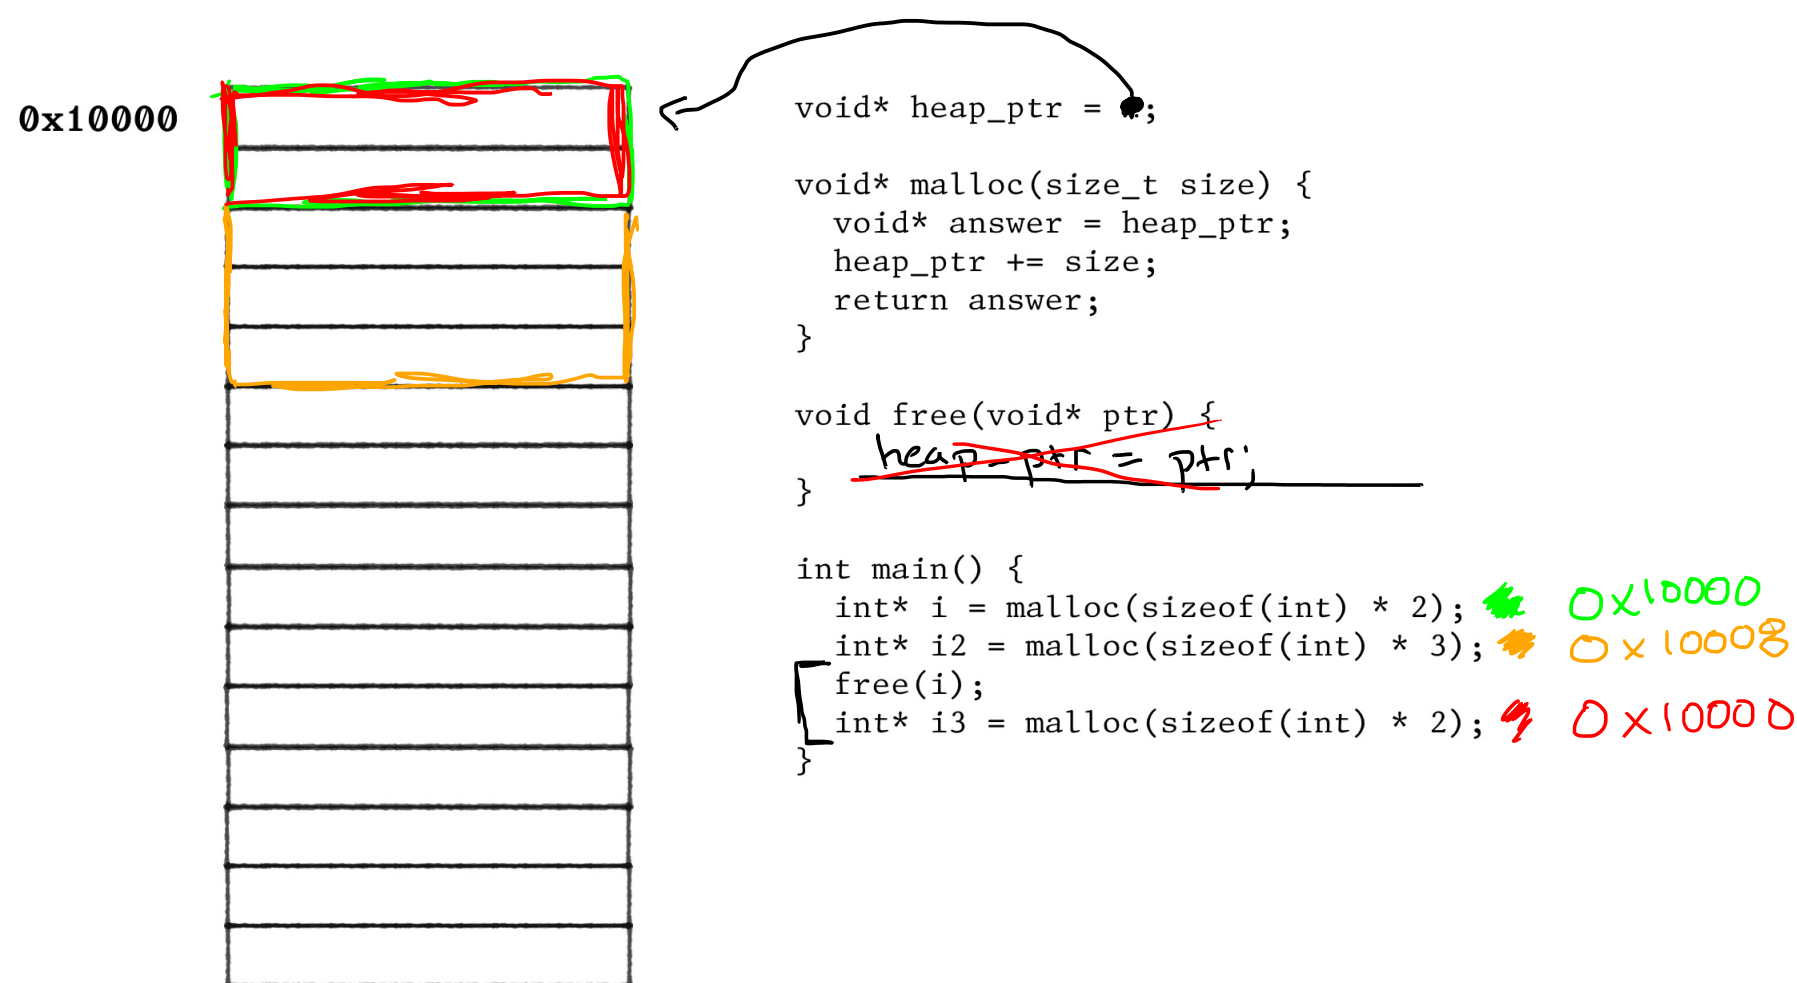 0x10000
void* heap_ptr = ;
void* malloc(size_t size) {
void* answer = heap_ptr;
heap_ptr += size;
return answer;
}
void free(void* ptr) {
heap_ptr = ptr;
}
int main() {
int* i = malloc(sizeof(int) * 2); 0x10000
int* i2 = malloc(sizeof(int) * 3); 0x10008
free(i);
int* i3 = malloc(sizeof(int) * 2); 0x10000
}